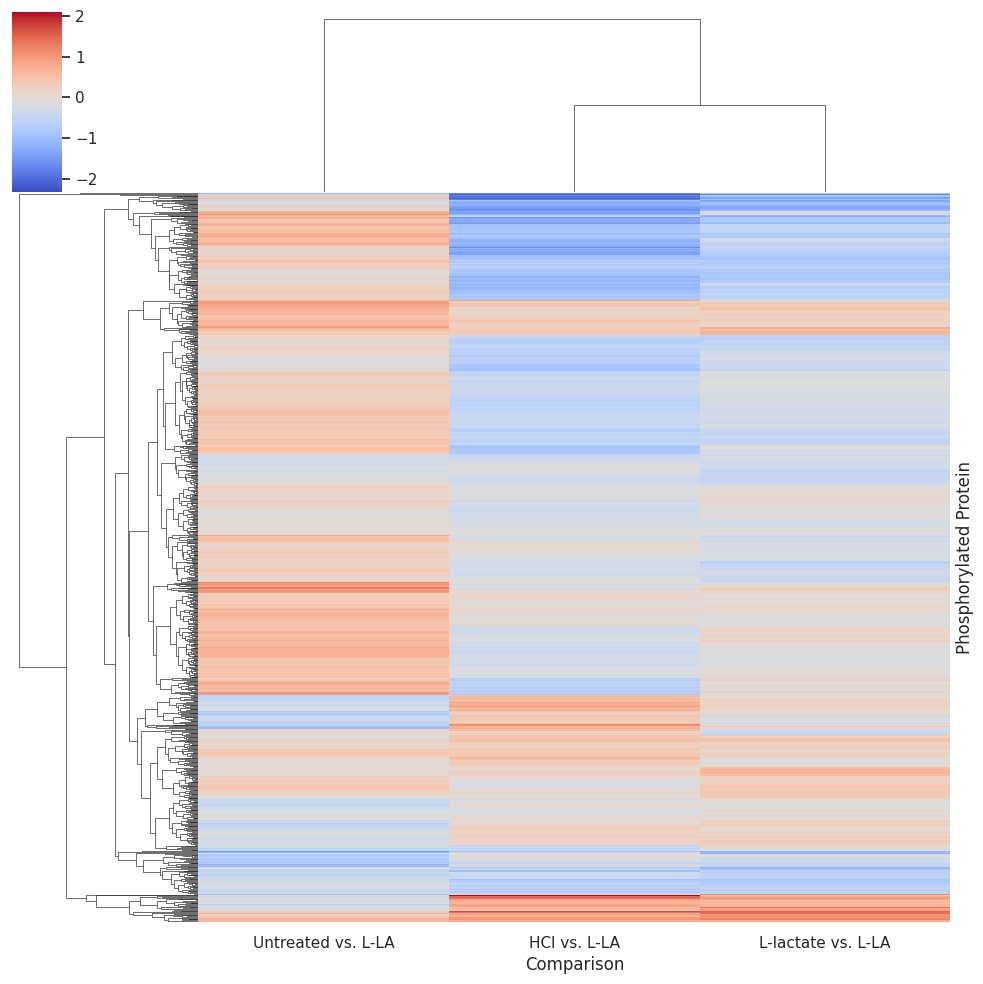 2
1
0
−1
−2
Phosphorylated Protein
Untreated vs. L-LA
HCl vs. L-LA
L-lactate vs. L-LA
Comparison